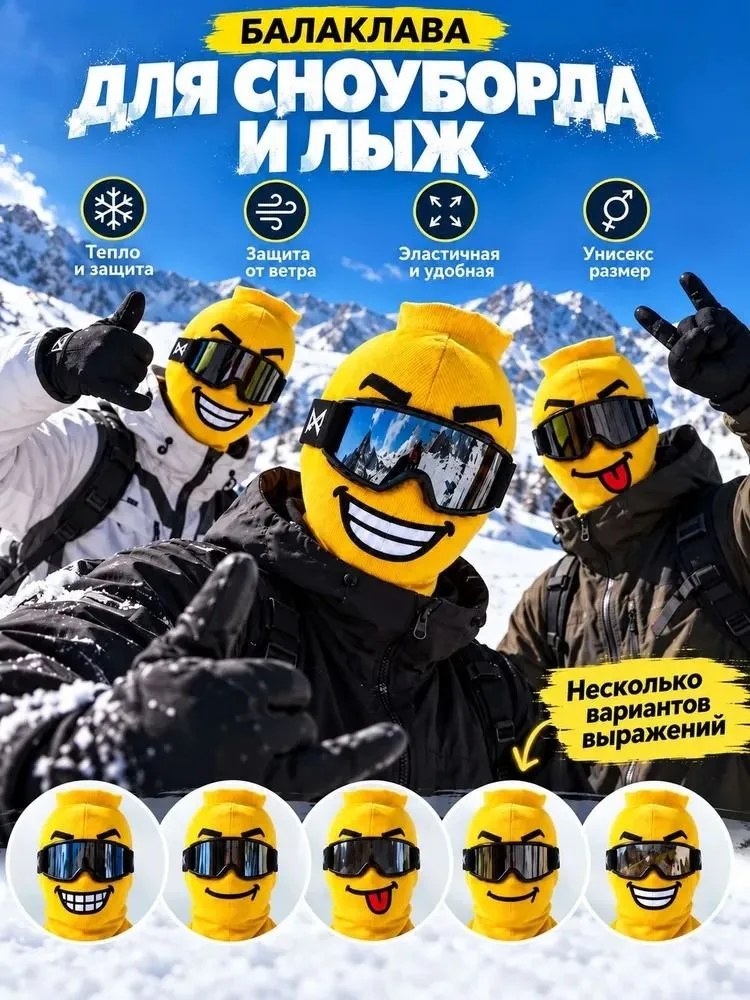 БАЛАКЛАВА
ДЛЯ СНОУБОРДА
И ЛЫЖ
Тепло
и защита
Защита
от ветра
Эластичная
и удобная
Унисекс
размер
Несколько
вариантов
выражений